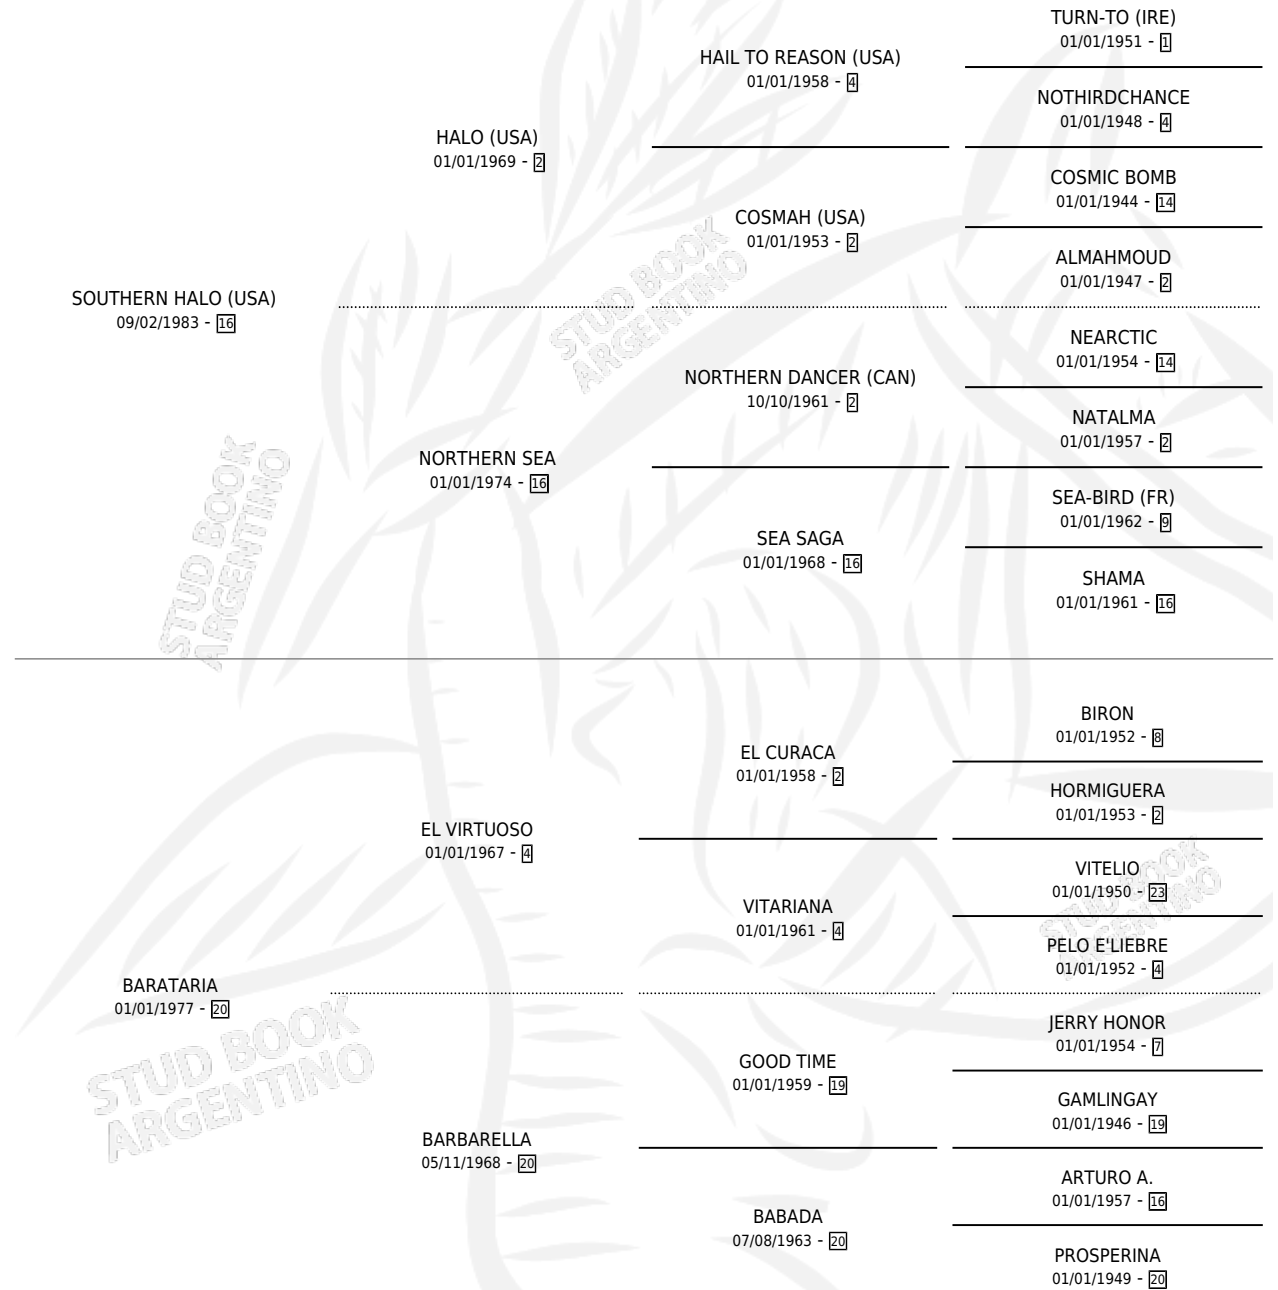 TURN-TO (IRE)
01/01/1951 - 1
HAIL TO REASON (USA)
01/01/1958 - 4
NOTHIRDCHANCE
01/01/1948 - 4
HALO (USA)
01/01/1969 - 2
COSMIC BOMB
01/01/1944 - 14
COSMAH (USA)
01/01/1953 - 2
ALMAHMOUD
01/01/1947 - 2
SOUTHERN HALO (USA)
09/02/1983 - 16
NEARCTIC
01/01/1954 - 14
NORTHERN DANCER (CAN)
10/10/1961 - 2
NATALMA
01/01/1957 - 2
NORTHERN SEA
01/01/1974 - 16
SEA-BIRD (FR)
01/01/1962 - 9
SEA SAGA
01/01/1968 - 16
SHAMA
01/01/1961 - 16
BIRON
01/01/1952 - 8
EL CURACA
01/01/1958 - 2
HORMIGUERA
01/01/1953 - 2
EL VIRTUOSO
01/01/1967 - 4
VITELIO
01/01/1950 - 23
VITARIANA
01/01/1961 - 4
PELO E'LIEBRE
01/01/1952 - 4
BARATARIA
01/01/1977 - 20
JERRY HONOR
01/01/1954 - 7
GOOD TIME
01/01/1959 - 19
GAMLINGAY
01/01/1946 - 19
BARBARELLA
05/11/1968 - 20
ARTURO A.
01/01/1957 - 16
BABADA
07/08/1963 - 20
PROSPERINA
01/01/1949 - 20
STUD BOOK
ARGENTINO
STUD BOOK
ARGENTINO
STUD BOOK
ARGENTINO
STUD BOOK
ARGENTINO